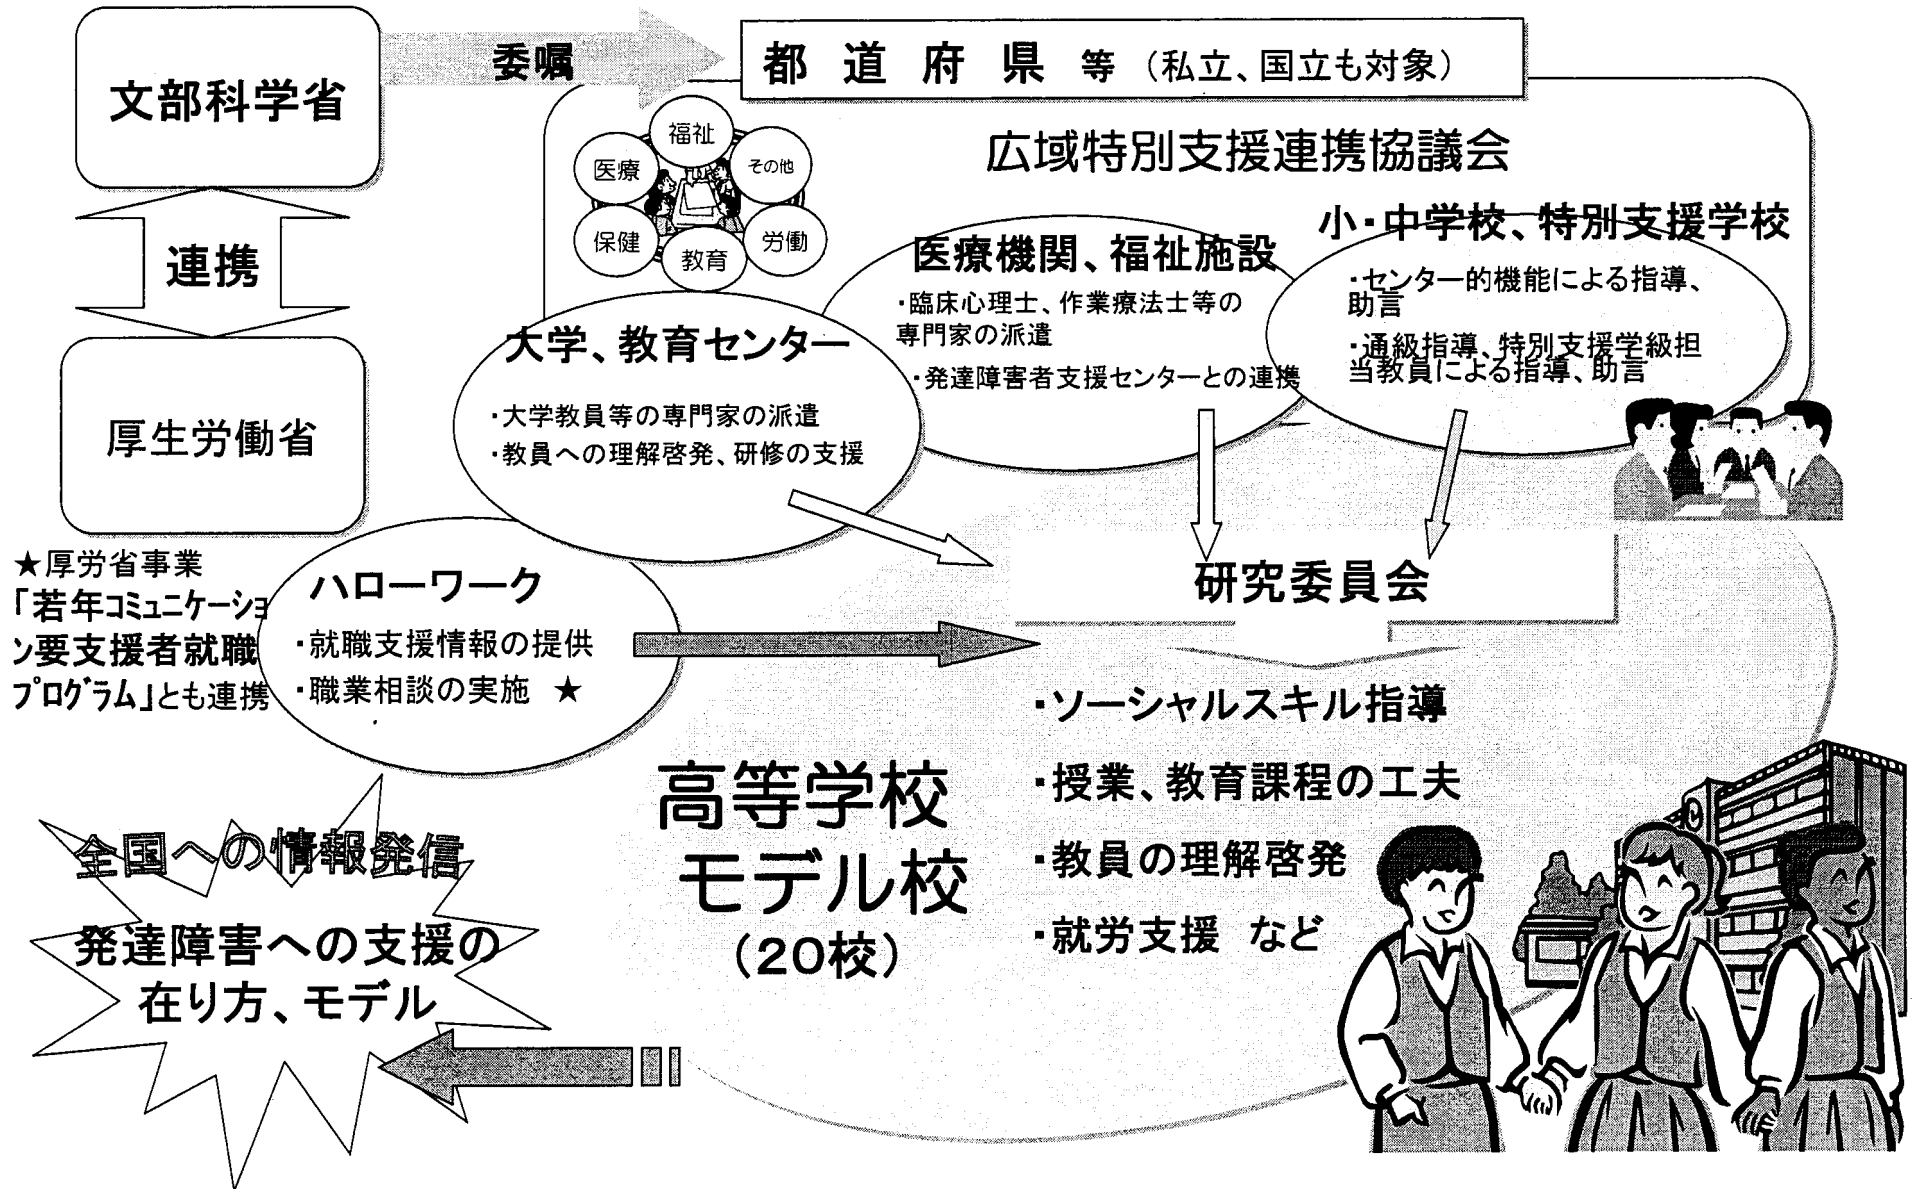 文部科学省
委嘱
都道府県等（私立、国立も対象）
連携
厚生労働省
★厚労省事業
「若年コミュニケーショ
ン要支援者就職
プログラム」とも連携
広域特別支援連携協議会
福祉
医療
その他
保健
労働
教育
大学、教育センター
・大学教員等の専門家の派遣
・教員への理解啓発、研修の支援
医療機関、福祉施設
・臨床心理士、作業療法士等の
専門家の派遣
・発達障害者支援センターとの連携
小・中学校、特別支援学校
・センター的機能による指導、
助言
・通級指導、特別支援学級担
当教員による指導、助言
ハローワーク
・就職支援情報の提供
・職業相談の実施　★
研究委員会
・ソーシャルスキル指導
・授業、教育課程の工夫
・教員の理解啓発
・就労支援　など
高等学校
モデル校
（２０校）
全国への情報発信
発達障害への支援の
在り方、モデル